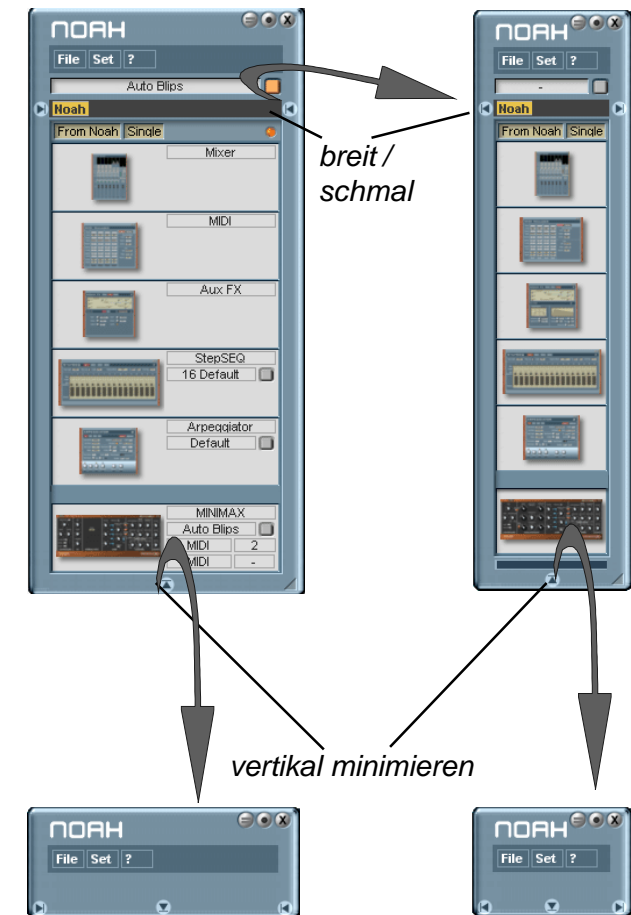 NOAH
File Set ?
Auto Blips
Noah
From Noah Single
Mixer
MIDI
Aux FX
StepSEQ
16 Default
Arpeggiator
Default
MINIMAX
Auto Blips
MIDI 2
MIDI -
breit /
schmal
NOAH
File Set ?
-
Noah
From Noah Single
vertikal minimieren
NOAH
File Set ?
NOAH
File Set ?